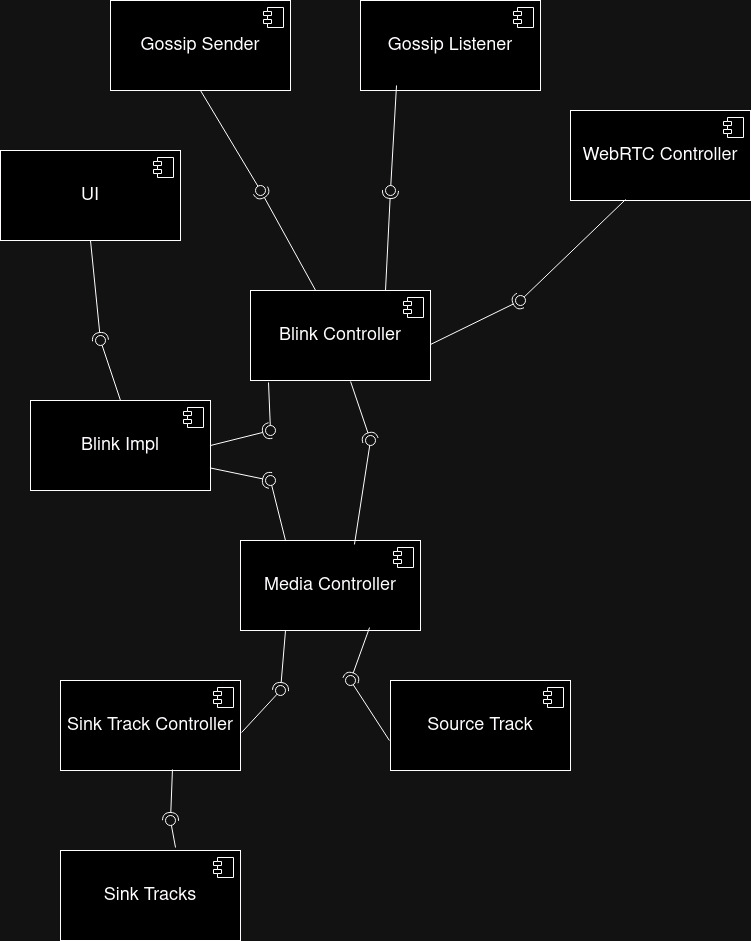 Gossip Sender
Gossip Listener
WebRTC Controller
UI
Blink Controller
Blink Impl
Media Controller
Sink Track Controller
Source Track
Sink Tracks